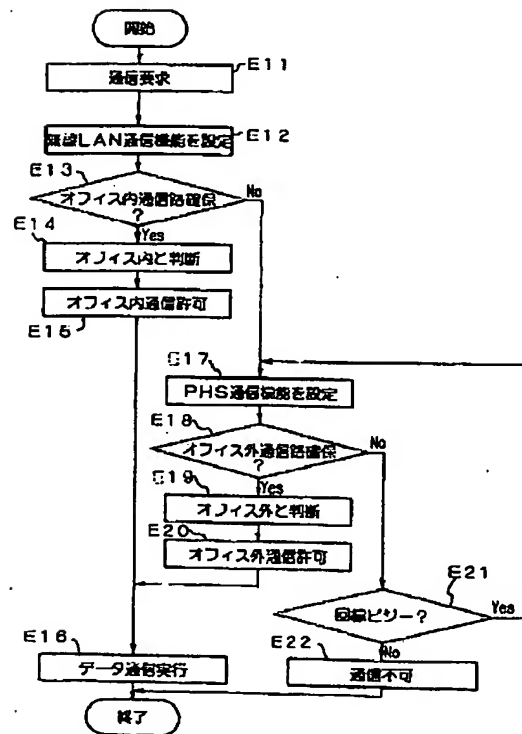 開始
E11
通信要求
E12
無線LAN通信機能を設定
E13
オフィス内通信路確保
?
No
Yes
E14
オフィス内と判断
オフィス内通信許可
E15
E17
PHS通信機能を設定
E18
オフィス外通信路確保
?
No
Yes
E19
オフィス外と判断
E20
オフィス外通信許可
E21
回線ビジー?
Yes
No
E16
データ通信実行
E22
通信不可
終了